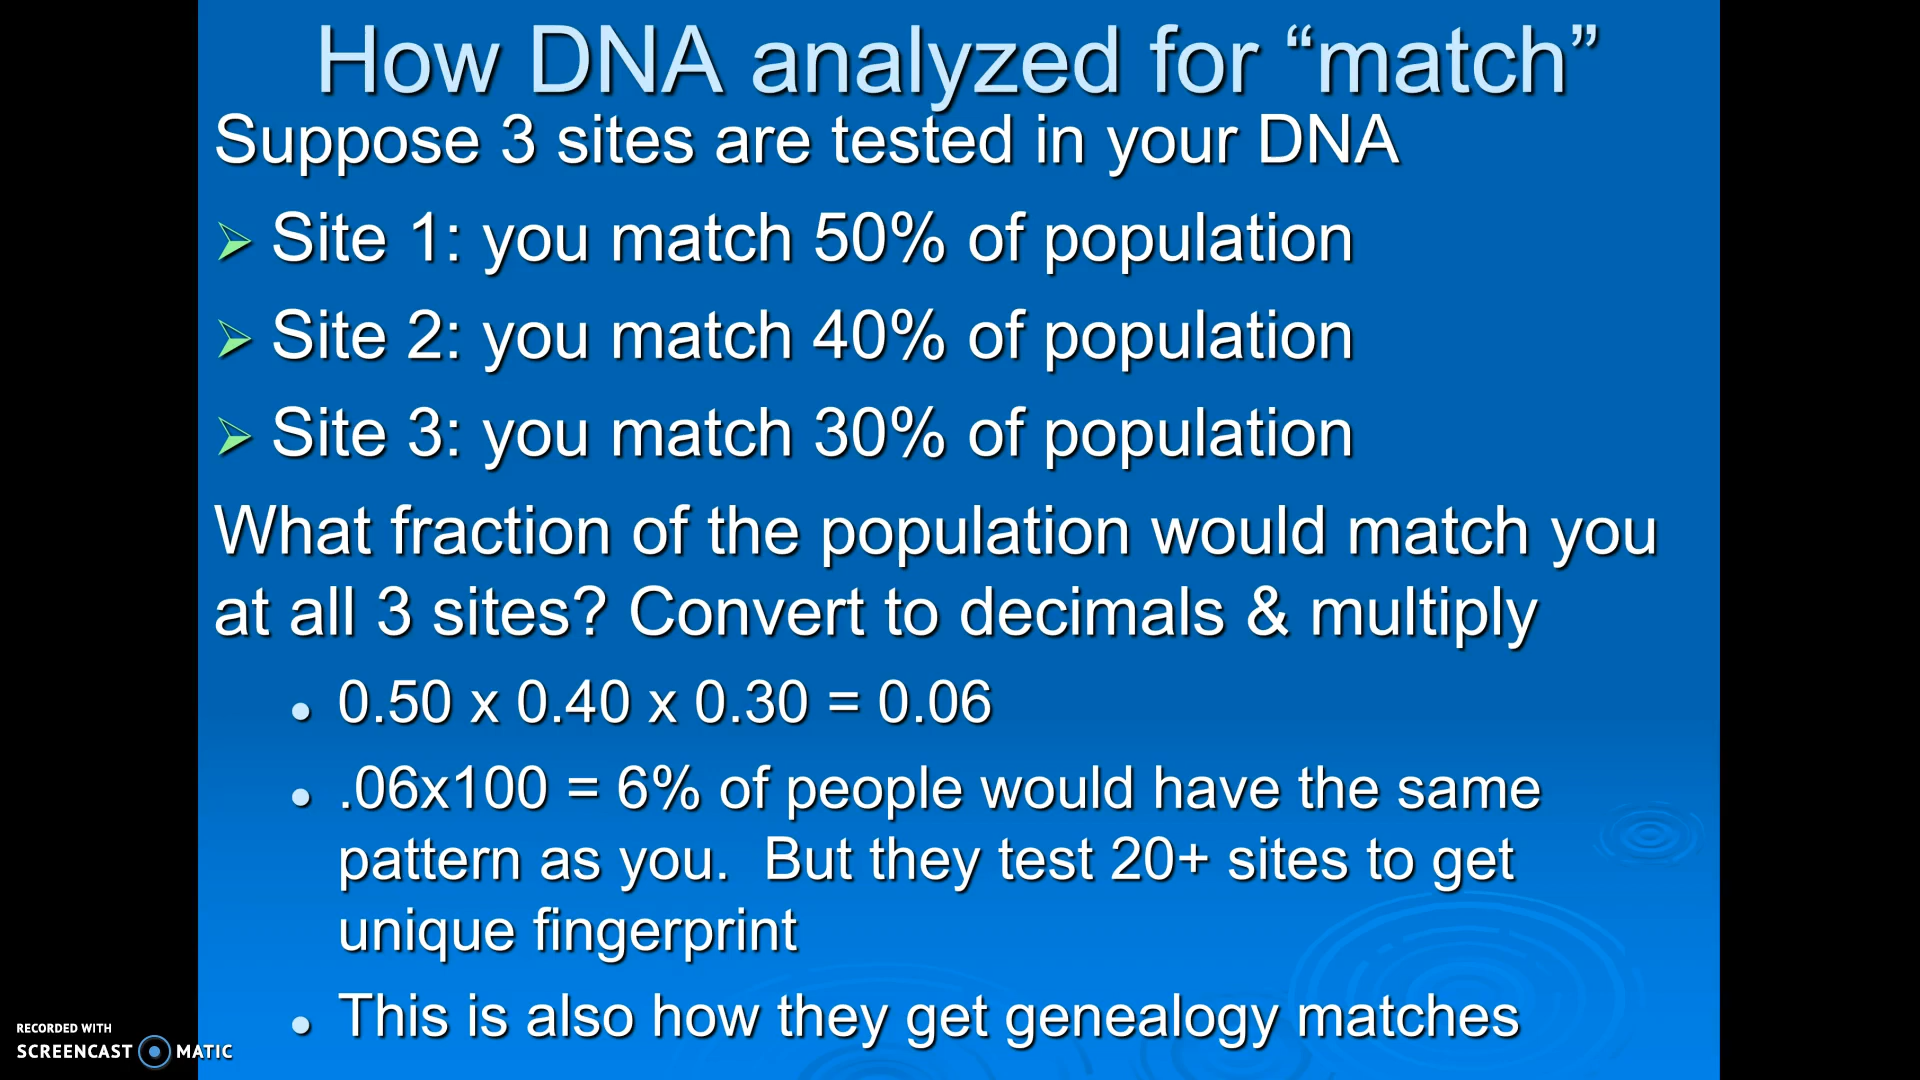 How DNA analyzed for “match”
Suppose 3 sites are tested in your DNA
Site 1: you match 50% of population
Site 2: you match 40% of population
Site 3: you match 30% of population
What fraction of the population would match you
at all 3 sites? Convert to decimals & multiply
0.50 x 0.40 x 0.30 = 0.06
.06x100 = 6% of people would have the same
pattern as you.  But they test 20+ sites to get
unique fingerprint
This is also how they get genealogy matches
RECORDED WITH
SCREENCAST MATIC